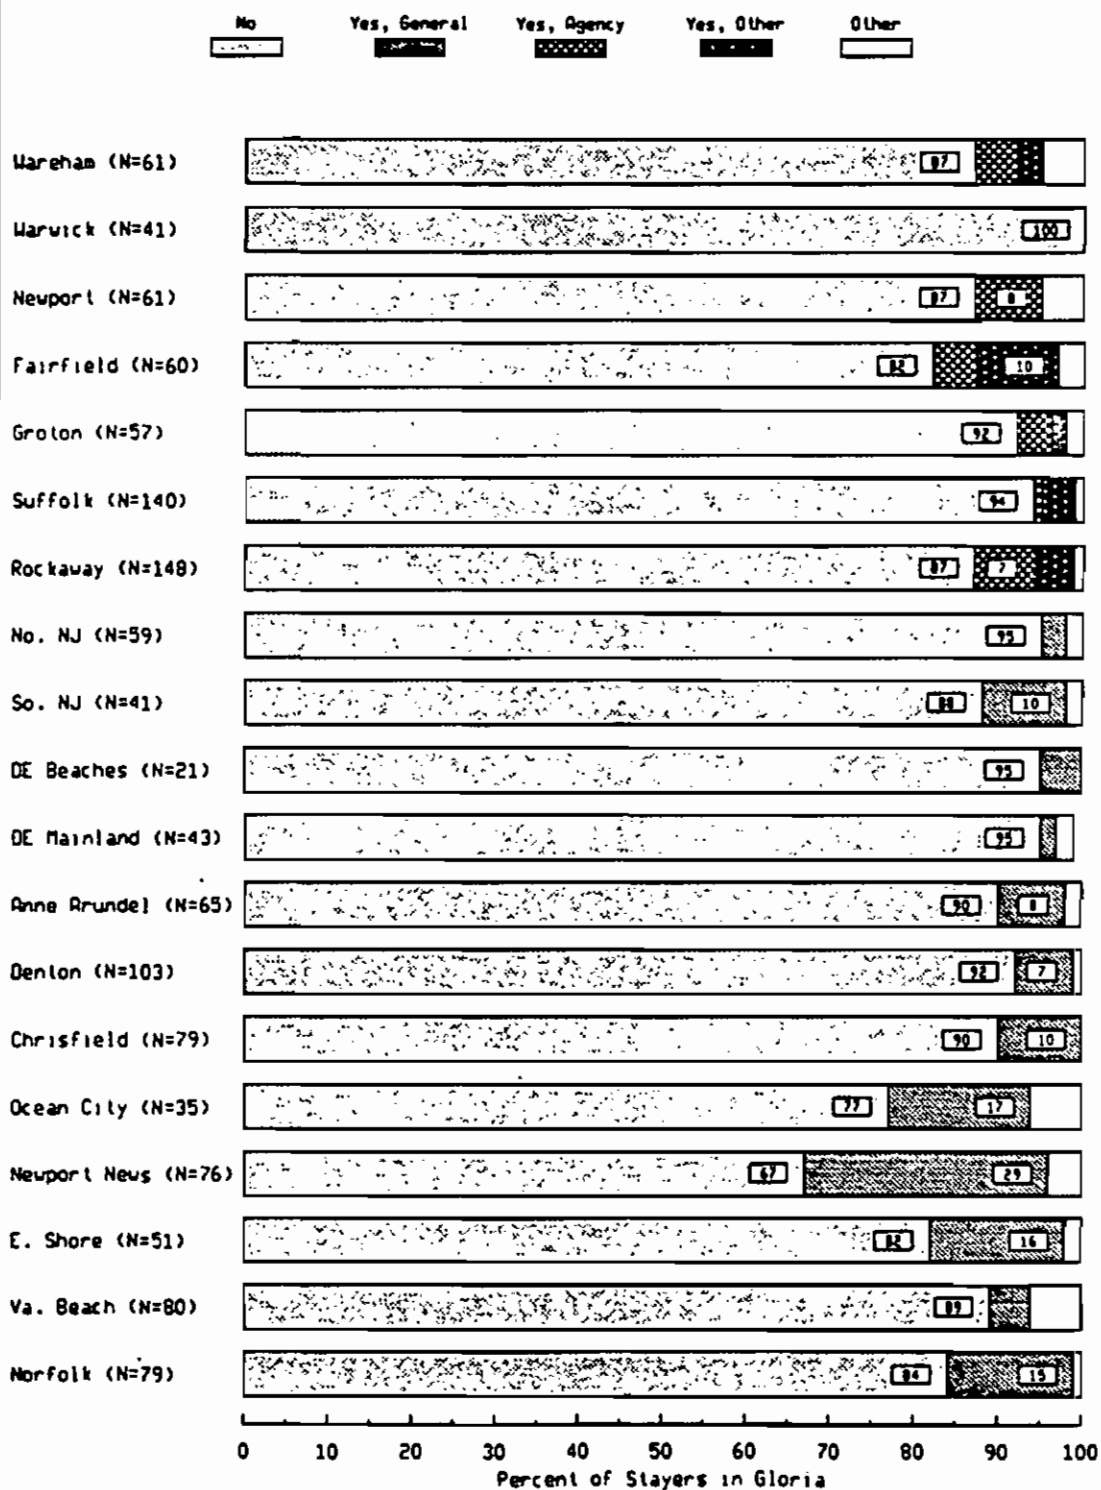 No Yes, General Yes, Agency Yes, Other Other
Wareham (N=61) 87
Warwick (N=41) 100
Newport (N=61) 87 8
Fairfield (N=60) 82 10
Groton (N=57) 92
Suffolk (N=140) 94
Rockaway (N=148) 87 7
No. NJ (N=59) 95
So. NJ (N=41) 88 10
DE Beaches (N=21) 95
DE Mainland (N=43) 95
Anne Arundel (N=65) 90 8
Denton (N=103) 92 7
Chrisfield (N=79) 90 10
Ocean City (N=35) 77 17
Newport News (N=76) 67 29
E. Shore (N=51) 82 16
Va. Beach (N=80) 89
Norfolk (N=79) 84 15
0 10 20 30 40 50 60 70 80 90 100
Percent of Stayers in Gloria